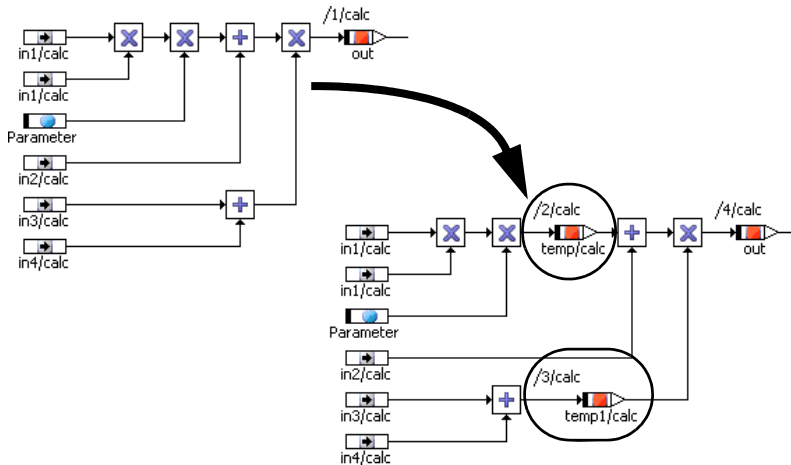 /1/calc
in1/calc
out
in1/calc
Parameter
in2/calc
in3/calc
in4/calc
/2/calc
/4/calc
in1/calc
temp/calc
out
in1/calc
Parameter
in2/calc
/3/calc
in3/calc
temp1/calc
in4/calc